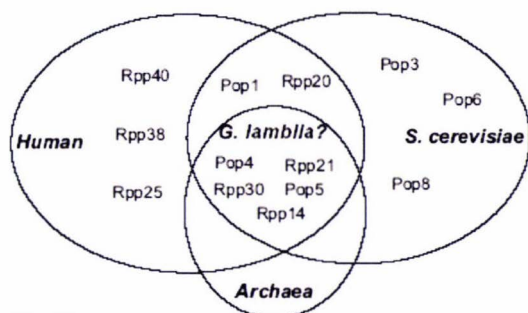 Rpp40 Pop1 Rpp20 Pop3
Pop6
Human Rpp38 G. lamblia? S. cerevisiae
Pop4 Rpp21
Rpp25 Rpp30 Pop5 Pop8
Rpp14
Archaea